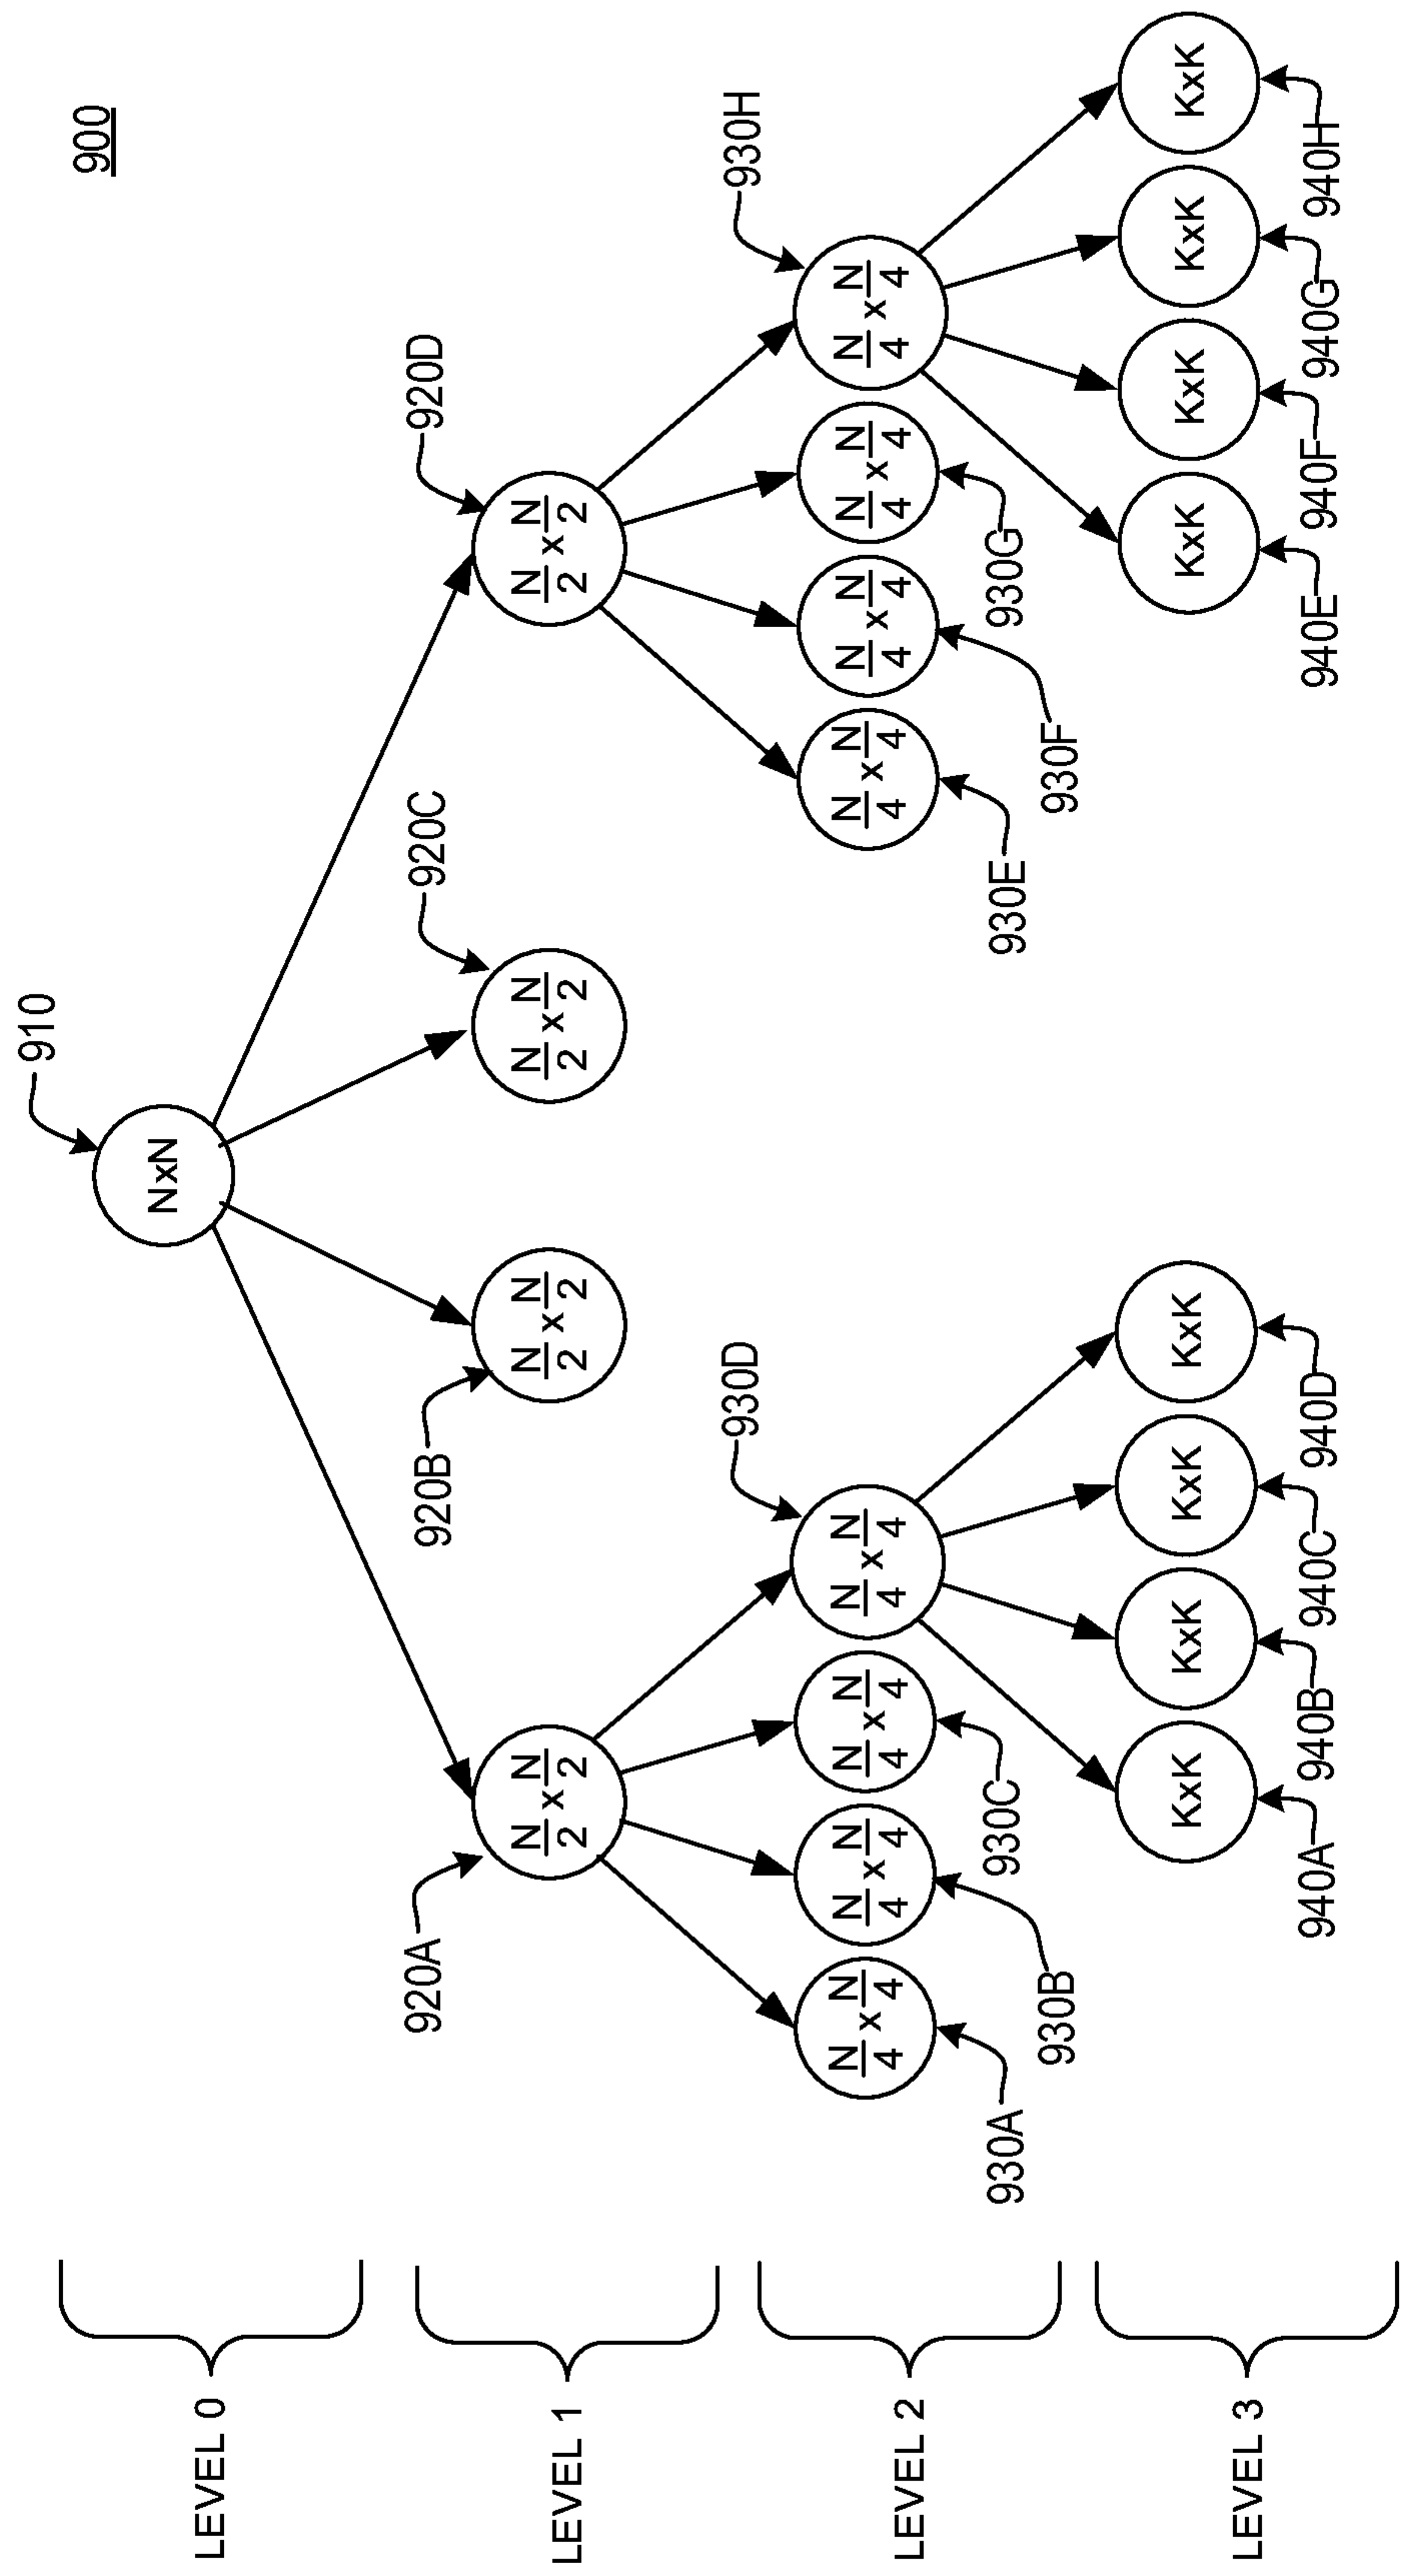 900
910
NxN
LEVEL 0
920A
920B
920C
920D
N/2 x N/2
N/2 x N/2
N/2 x N/2
N/2 x N/2
LEVEL 1
930D
930H
N/4 x N/4
N/4 x N/4
N/4 x N/4
N/4 x N/4
N/4 x N/4
N/4 x N/4
N/4 x N/4
N/4 x N/4
930A
930B
930C
930E
930F
930G
LEVEL 2
KxK
KxK
KxK
KxK
KxK
KxK
KxK
KxK
940A
940B
940C
940D
940E
940F
940G
940H
LEVEL 3